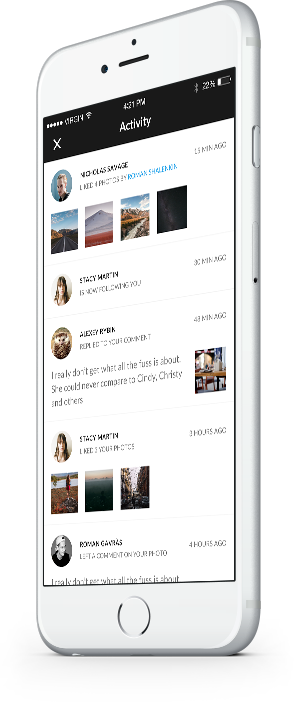 VIRGIN 4:21 PM 22%
Activity
15 MIN AGO
NICHOLAS SAVAGE
LIKED 4 PHOTOS BY ROMAN SHALENKIN
30 MIN AGO
STACY MARTIN
IS NOW FOLLOWING YOU
43 MIN AGO
ALEXEY RYBIN
REPLIED TO YOUR COMMENT
I really don't get what all the fuss is about.
She could never compare to Cindy, Christy
and others
3 HOURS AGO
STACY MARTIN
LIKED 3 YOUR PHOTOS
4 HOURS AGO
ROMAN GAVRAS
LEFT A COMMENT ON YOUR PHOTO
I really don't get what all the fuss is about.